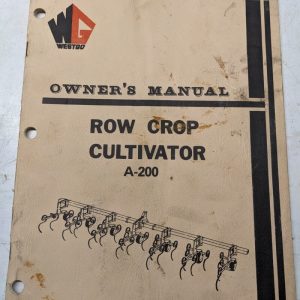 WG
WESTGO
OWNER'S MANUAL
ROW CROP
CULTIVATOR
A-200